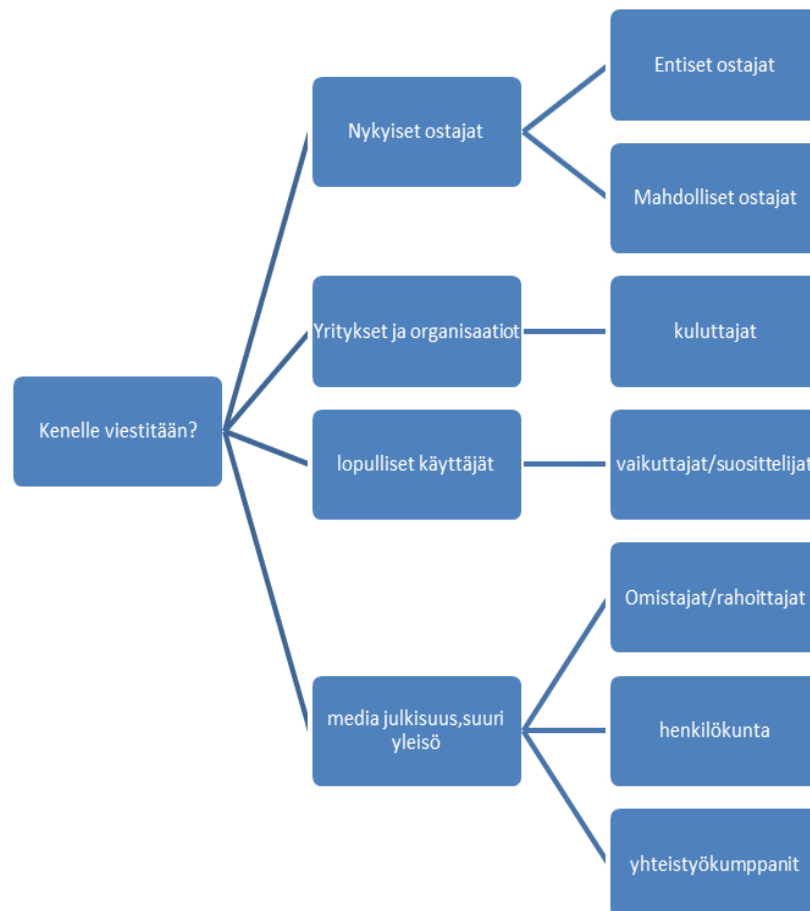 Kenelle viestitään?
Nykyiset ostajat
Entiset ostajat
Mahdolliset ostajat
Yritykset ja organisaatiot
kuluttajat
lopulliset käyttäjät
vaikuttajat/suosittelijat
media julkisuus,suuri
yleisö
Omistajat/rahoittajat
henkilökunta
yhteistyökumppanit